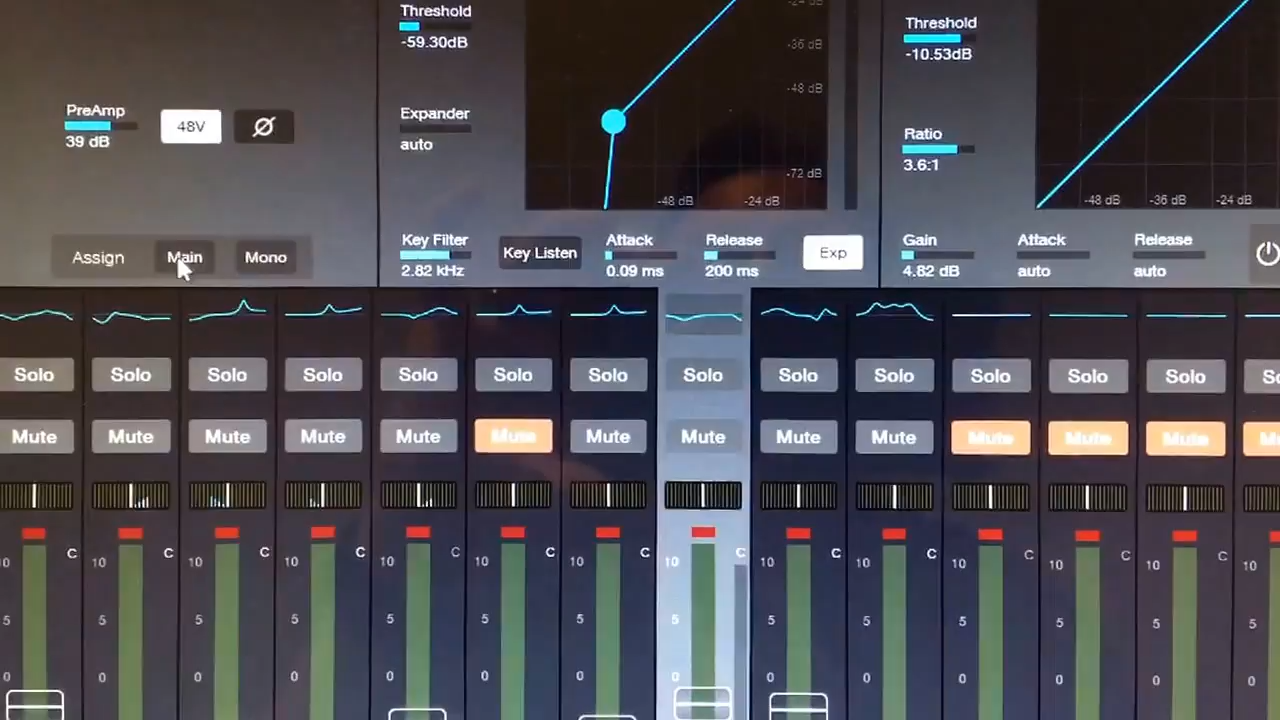 Threshold
-59.30dB
Expander
auto
-24 dB
-36 dB
-48 dB
-72 dB
-48 dB
-24 dB
Threshold
-10.53dB
Ratio
3.6:1
-48 dB
-36 dB
-24 dB
PreAmp
39 dB
48V
Ø
Assign
Main
Mono
Key Filter
2.82 kHz
Key Listen
Attack
0.09 ms
Release
200 ms
Exp
Gain
4.82 dB
Attack
auto
Release
auto
Solo Solo Solo Solo Solo Solo Solo Solo Solo Solo Solo Solo Solo
Mute Mute Mute Mute Mute Mute Mute Mute Mute Mute Mute Mute Mute
C C C C C C C C C C C C C
10 10 10 10 10 10 10 10 10 10 10 10 10
5 5 5 5 5 5 5 5 5 5 5 5 5 5
0 0 0 0 0 0 0 0 0 0 0 0 0 0